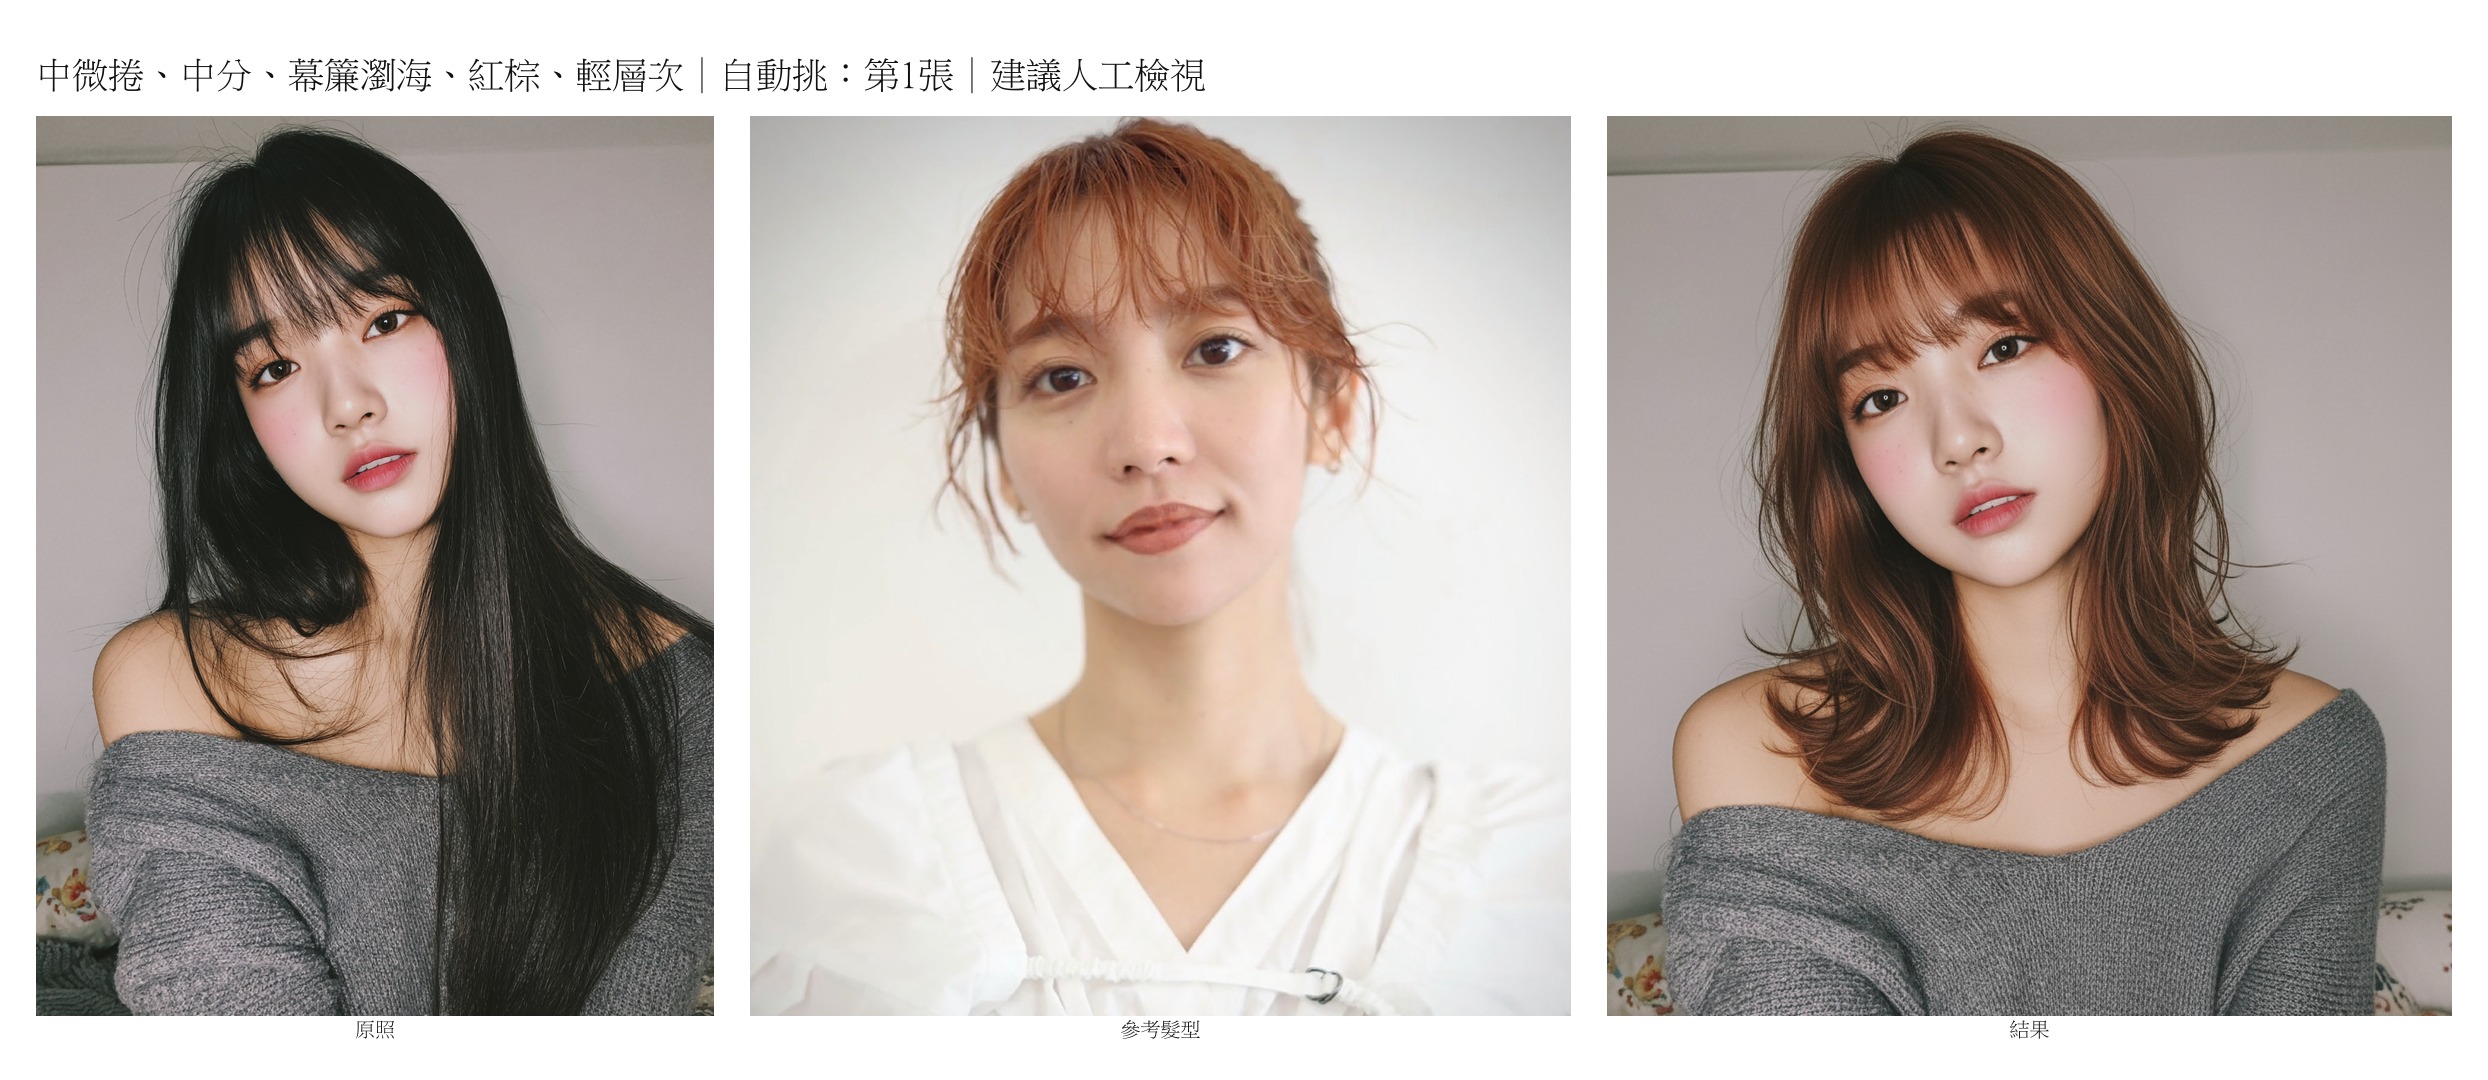 中微捲、中分、幕簾瀏海、紅棕、輕層次｜自動挑：第1張｜建議人工檢視
原照
參考髮型
結果